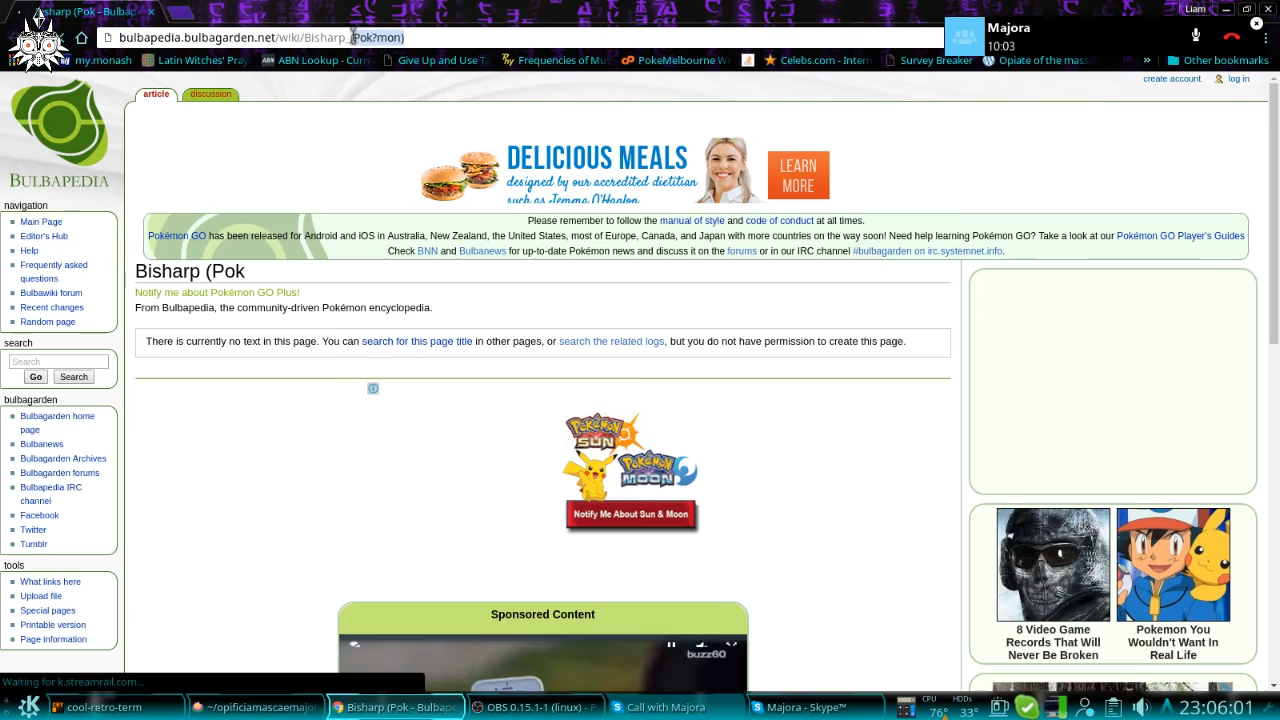 Bisharp (Pok - Bulbap
Liam
bulbapedia.bulbagarden.net/wiki/Bisharp_(Pok?mon)
Majora
10:03
my.monash
Latin Witches' Pray
ABN Lookup - Curr
Give Up and Use Ta
Frequencies of Mus
PokeMelbourne W
Celebs.com - Intern
Survey Breaker
Opiate of the mass
»
Other bookmarks
create account
log in
article
discussion
BULBAPEDIA
DELICIOUS MEALS
designed by our accredited dietitian
such as Jemma O'Hanlon
LEARN
MORE
Please remember to follow the manual of style and code of conduct at all times.
Pokémon GO has been released for Android and iOS in Australia, New Zealand, the United States, most of Europe, Canada, and Japan with more countries on the way soon! Need help learning Pokémon GO? Take a look at our Pokémon GO Player's Guides
Check BNN and Bulbanews for up-to-date Pokémon news and discuss it on the forums or in our IRC channel #bulbagarden on irc.systemnet.info.
navigation
Main Page
Editor's Hub
Help
Frequently asked
questions
Bulbawiki forum
Recent changes
Random page
search
Search
Go
Search
bulbagarden
Bulbagarden home
page
Bulbanews
Bulbagarden Archives
Bulbagarden forums
Bulbapedia IRC
channel
Facebook
Twitter
Tumblr
tools
What links here
Upload file
Special pages
Printable version
Page information
Bisharp (Pok
Notify me about Pokémon GO Plus!
From Bulbapedia, the community-driven Pokémon encyclopedia.
There is currently no text in this page. You can search for this page title in other pages, or search the related logs, but you do not have permission to create this page.
POKéMON
SUN
POKéMON
MOON
Notify Me About Sun & Moon
Sponsored Content
buzz60
8 Video Game
Records That Will
Never Be Broken
Pokemon You
Wouldn't Want In
Real Life
Waiting for k.streamrail.com...
cool-retro-term
~/opificiamascaemajo
Bisharp (Pok - Bulbape
OBS 0.15.1-1 (linux) - P
Call with Majora
Majora - Skype™
CPU
76°
HDDs
33°
23:06:01